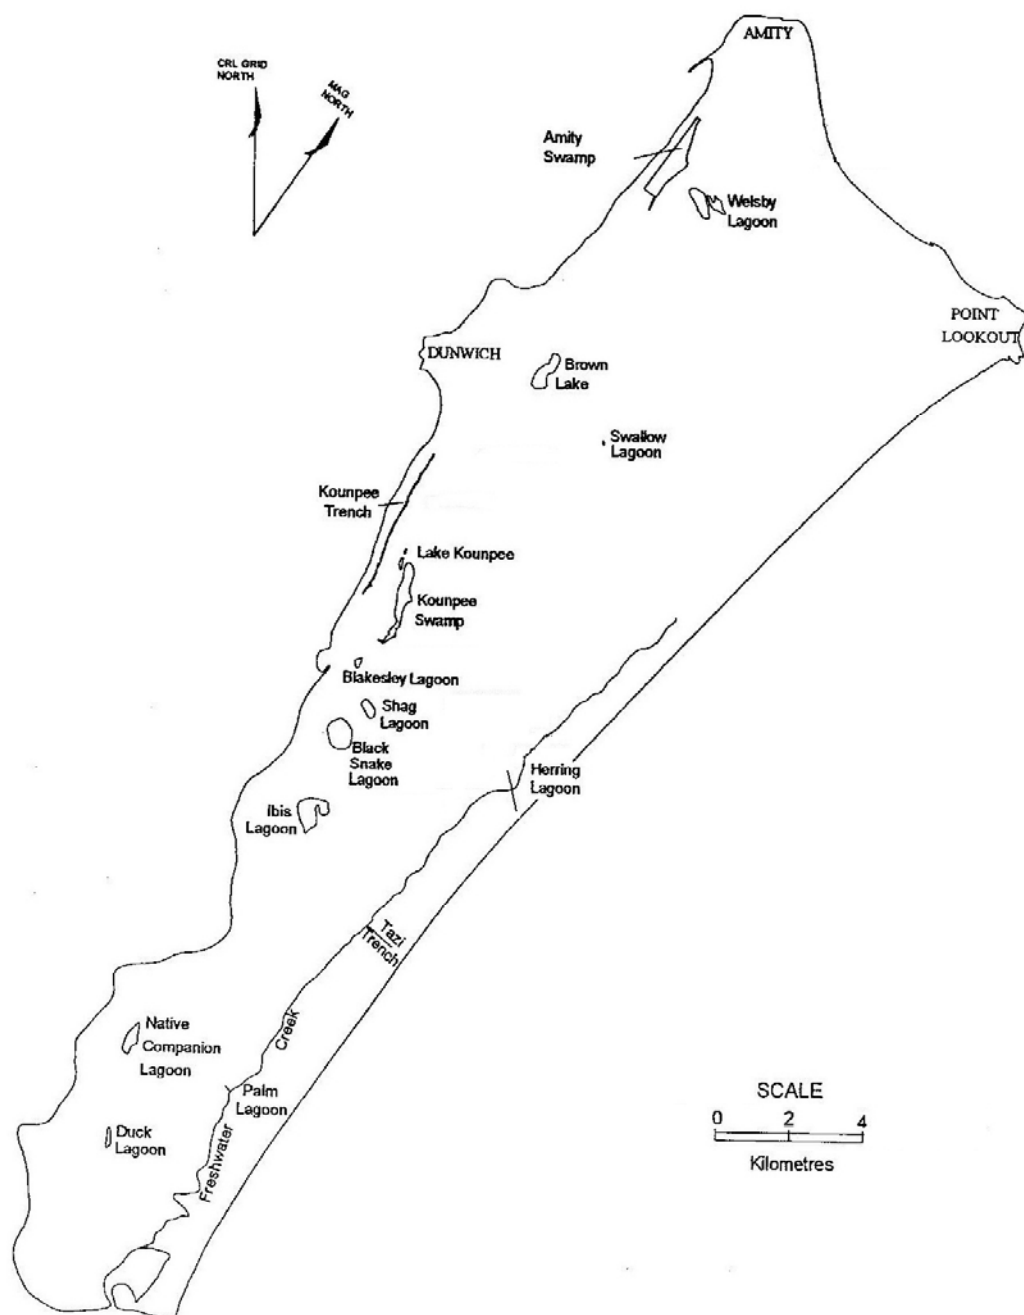 AMITY
CRL GRID
NORTH
MAG
NORTH
Amity
Swamp
Welsby
Lagoon
POINT
LOOKOUT
DUNWICH
Brown
Lake
Swallow
Lagoon
Kounpee
Trench
Lake Kounpee
Kounpee
Swamp
Blakesley Lagoon
Shag
Lagoon
Black
Snake
Lagoon
Herring
Lagoon
Ibis
Lagoon
Tazi
Trench
Native
Companion
Lagoon
Creek
Palm
Lagoon
Duck
Lagoon
Freshwater
SCALE
0 2 4
Kilometres